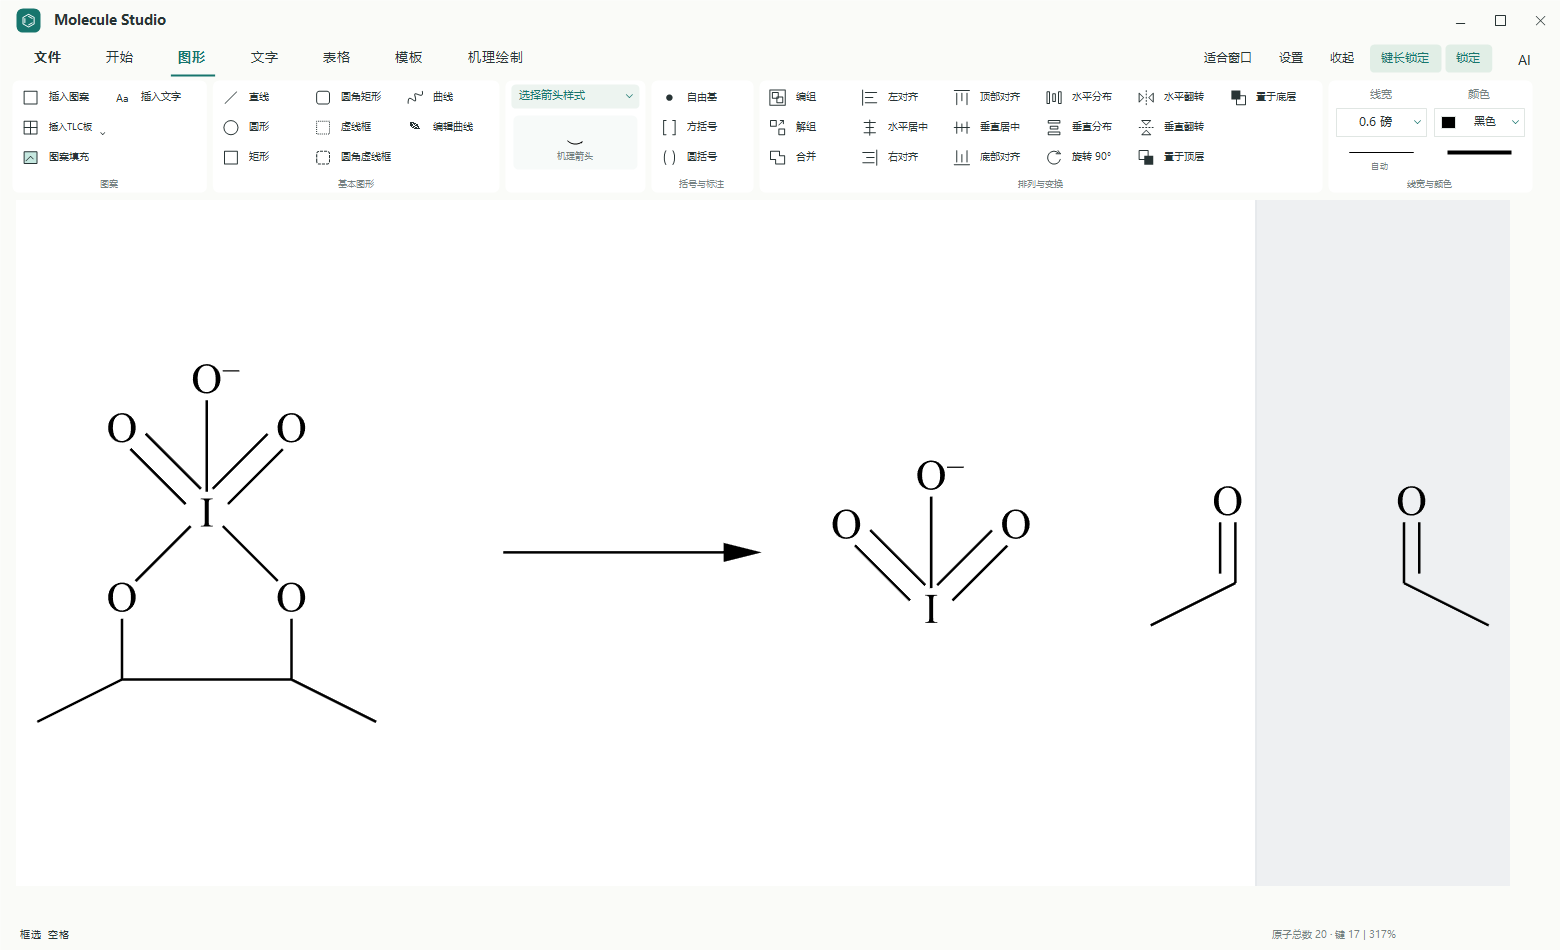 Molecule Studio
文件 开始 图形 文字 表格 模板 机理绘制 适合窗口 设置 收起 键长锁定 锁定 AI
插入图案 Aa 插入文字
插入TLC板
图案填充
图案
直线 圆角矩形 曲线
圆形 虚线框 编辑曲线
矩形 圆角虚线框
基本图形
选择箭头样式
机理箭头
自由基
[ ] 方括号
( ) 圆括号
括号与标注
编组 左对齐 顶部对齐 水平分布 水平翻转 置于底层
解组 水平居中 垂直居中 垂直分布 垂直翻转
合并 右对齐 底部对齐 旋转 90° 置于顶层
排列与变换
线宽 颜色
0.6 磅 黑色
自动
线宽与颜色
O−
O O
I
O O
O−
O O
I
O
O
框选 空格
原子总数 20 · 键 17 | 317%